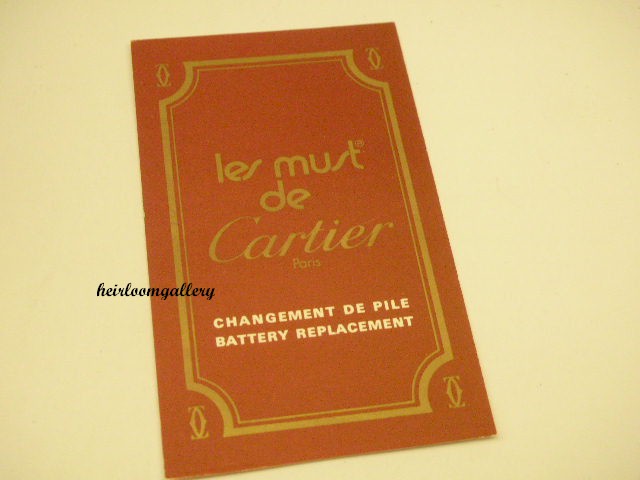 les must®
de
Cartier
Paris
heirloomgallery
CHANGEMENT DE PILE
BATTERY REPLACEMENT